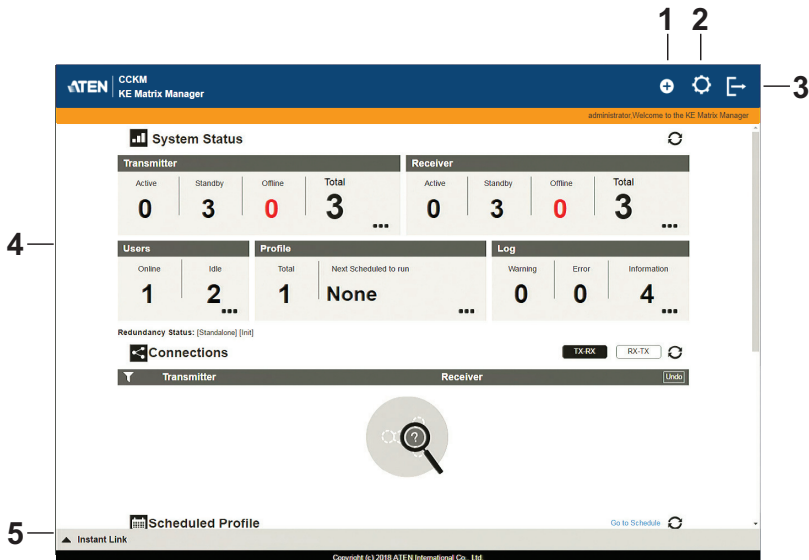 1 2
3
ATEN
CCKM
KE Matrix Manager
administrator,Welcome to the KE Matrix Manager
System Status
Transmitter
Active Standby Offline Total
0 3 0 3
...
Receiver
Active Standby Offline Total
0 3 0 3
...
4
Users
Online Idle
1 2
...
Profile
Total Next Scheduled to run
1 None
...
Log
Warning Error Information
0 0 4
...
Redundancy Status: [Standalone] [Init]
Connections
TX-RX RX-TX
Transmitter Receiver Undo
?
Scheduled Profile Go to Schedule
5
Instant Link
Copyright (c) 2018 ATEN International Co., Ltd.